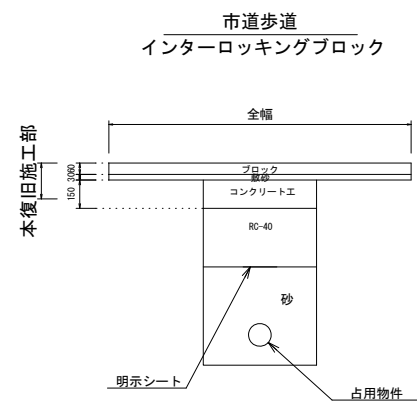 市道歩道
インターロッキングブロック
全幅
本復旧施工部
60
30
150
ブロック
敷砂
コンクリート工
RC-40
砂
明示シート
占用物件